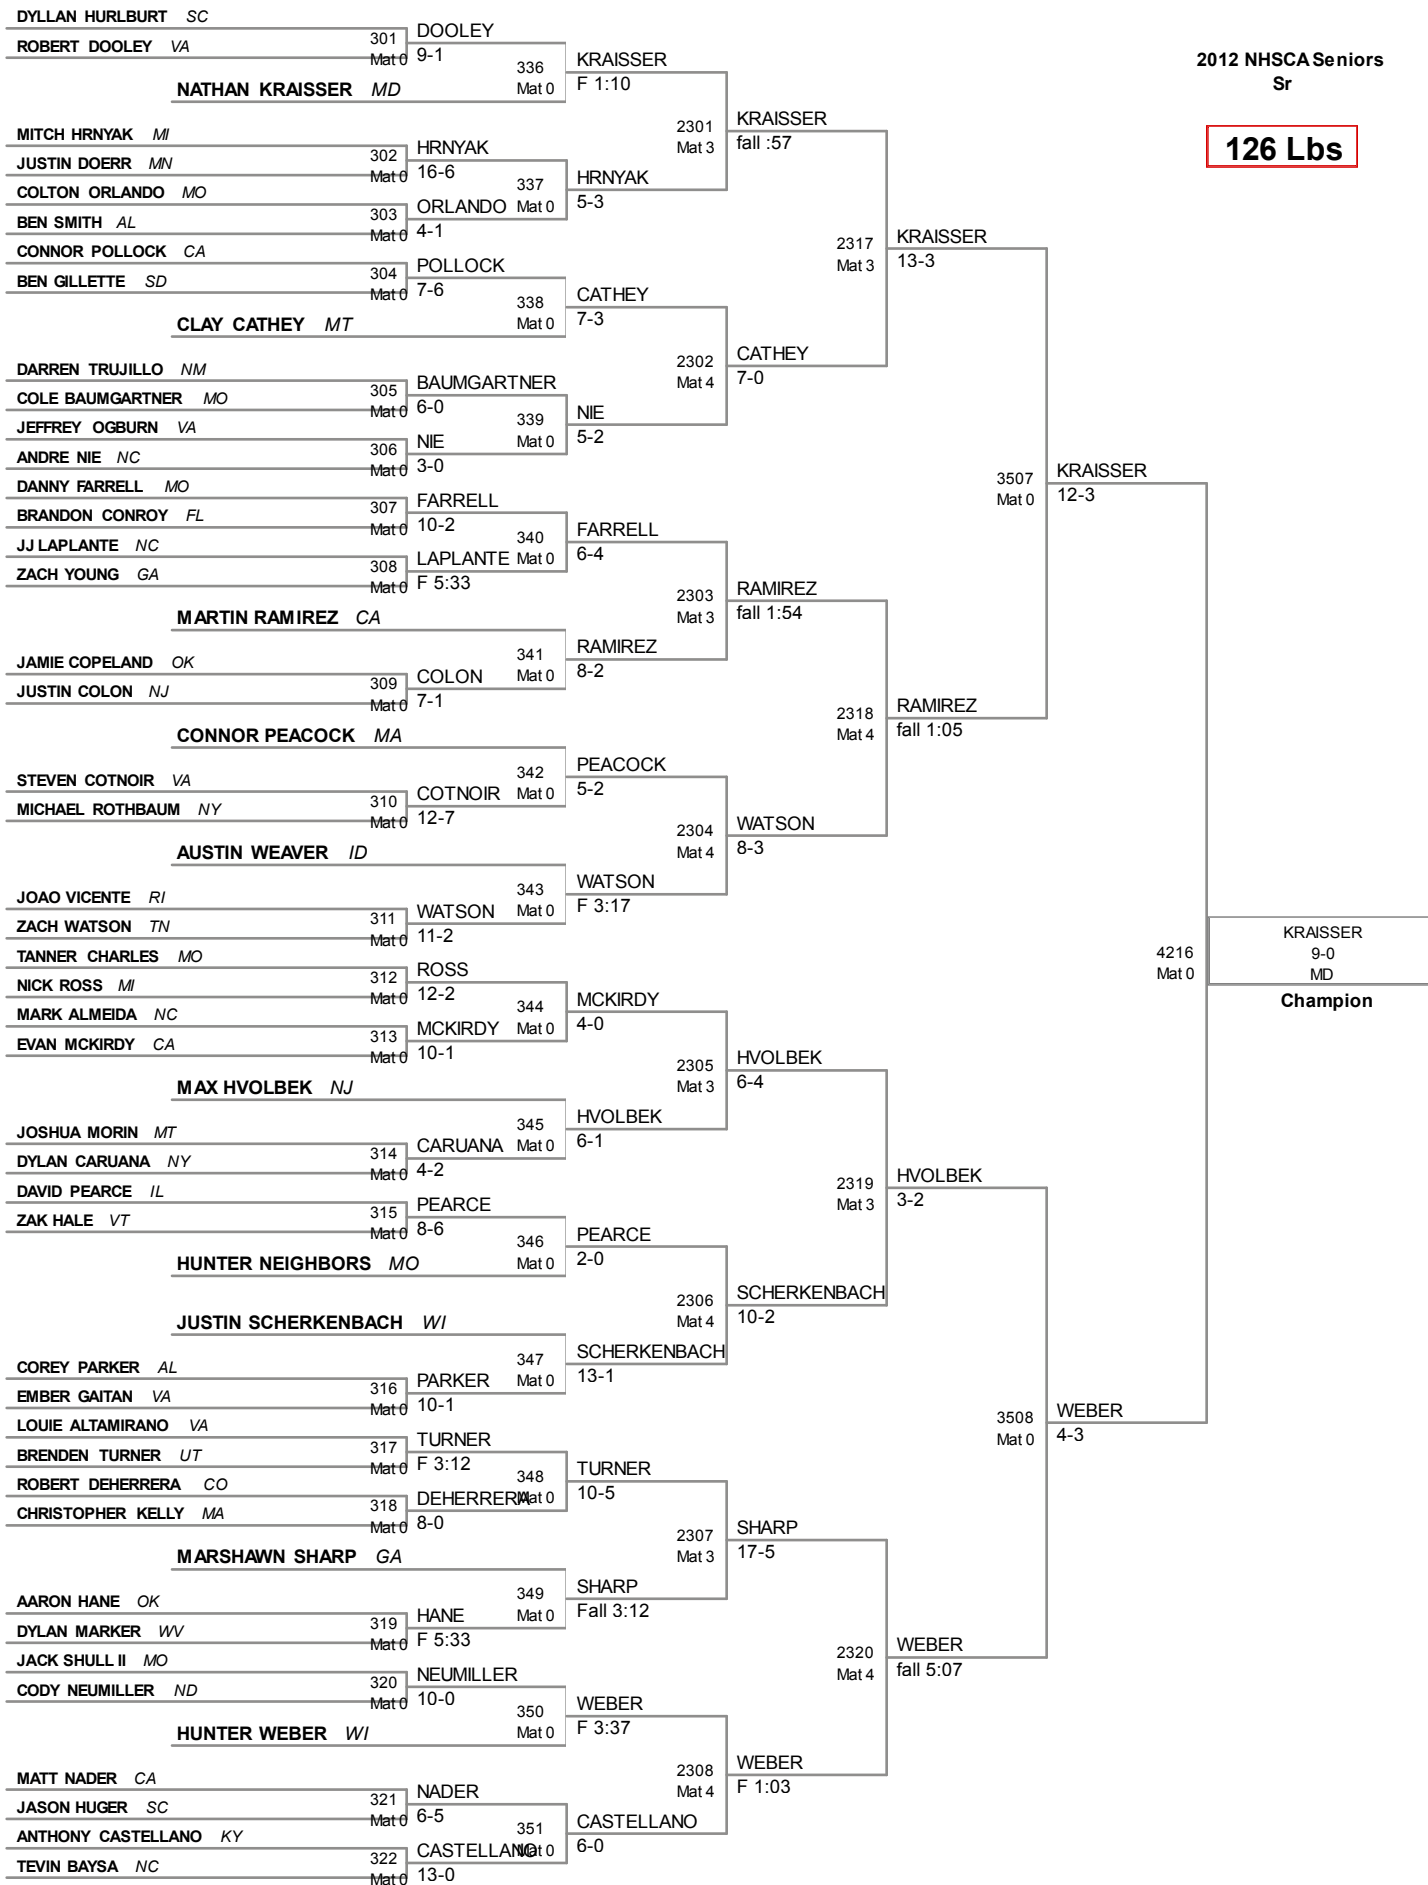 2012 NHSCA Seniors
Sr
126 Lbs
DYLLAN HURLBURT SC
ROBERT DOOLEY VA
301
Mat 0
DOOLEY
9-1
NATHAN KRAISSER MD
336
Mat 0
KRAISSER
F 1:10
MITCH HRNYAK MI
JUSTIN DOERR MN
302
Mat 0
HRNYAK
16-6
COLTON ORLANDO MO
BEN SMITH AL
303
Mat 0
ORLANDO
4-1
337
Mat 0
HRNYAK
5-3
2301
Mat 3
KRAISSER
fall :57
CONNOR POLLOCK CA
BEN GILLETTE SD
304
Mat 0
POLLOCK
7-6
CLAY CATHEY MT
338
Mat 0
CATHEY
7-3
DARREN TRUJILLO NM
COLE BAUMGARTNER MO
305
Mat 0
BAUMGARTNER
6-0
JEFFREY OGBURN VA
ANDRE NIE NC
306
Mat 0
NIE
3-0
339
Mat 0
NIE
5-2
2302
Mat 4
CATHEY
7-0
2317
Mat 3
KRAISSER
13-3
DANNY FARRELL MO
BRANDON CONROY FL
307
Mat 0
FARRELL
10-2
JJ LAPLANTE NC
ZACH YOUNG GA
308
Mat 0
LAPLANTE
F 5:33
340
Mat 0
FARRELL
6-4
MARTIN RAMIREZ CA
JAMIE COPELAND OK
JUSTIN COLON NJ
309
Mat 0
COLON
7-1
341
Mat 0
RAMIREZ
8-2
2303
Mat 3
RAMIREZ
fall 1:54
CONNOR PEACOCK MA
STEVEN COTNOIR VA
MICHAEL ROTHBAUM NY
310
Mat 0
COTNOIR
12-7
342
Mat 0
PEACOCK
5-2
AUSTIN WEAVER ID
JOAO VICENTE RI
ZACH WATSON TN
311
Mat 0
WATSON
11-2
343
Mat 0
WATSON
F 3:17
2304
Mat 4
WATSON
8-3
2318
Mat 4
RAMIREZ
fall 1:05
3507
Mat 0
KRAISSER
12-3
TANNER CHARLES MO
NICK ROSS MI
312
Mat 0
ROSS
12-2
MARK ALMEIDA NC
EVAN MCKIRDY CA
313
Mat 0
MCKIRDY
10-1
344
Mat 0
MCKIRDY
4-0
MAX HVOLBEK NJ
JOSHUA MORIN MT
DYLAN CARUANA NY
314
Mat 0
CARUANA
4-2
345
Mat 0
HVOLBEK
6-1
2305
Mat 3
HVOLBEK
6-4
DAVID PEARCE IL
ZAK HALE VT
315
Mat 0
PEARCE
8-6
HUNTER NEIGHBORS MO
346
Mat 0
PEARCE
2-0
JUSTIN SCHERKENBACH WI
COREY PARKER AL
EMBER GAITAN VA
316
Mat 0
PARKER
10-1
347
Mat 0
SCHERKENBACH
13-1
2306
Mat 4
SCHERKENBACH
10-2
2319
Mat 3
HVOLBEK
3-2
LOUIE ALTAMIRANO VA
BRENDEN TURNER UT
317
Mat 0
TURNER
F 3:12
ROBERT DEHERRERA CO
CHRISTOPHER KELLY MA
318
Mat 0
DEHERRERA
8-0
348
Mat 0
TURNER
10-5
MARSHAWN SHARP GA
AARON HANE OK
DYLAN MARKER WV
319
Mat 0
HANE
F 5:33
349
Mat 0
SHARP
Fall 3:12
2307
Mat 3
SHARP
17-5
JACK SHULL II MO
CODY NEUMILLER ND
320
Mat 0
NEUMILLER
10-0
HUNTER WEBER WI
350
Mat 0
WEBER
F 3:37
MATT NADER CA
JASON HUGER SC
321
Mat 0
NADER
6-5
ANTHONY CASTELLANO KY
TEVIN BAYSA NC
322
Mat 0
CASTELLANO
13-0
351
Mat 0
CASTELLANO
6-0
2308
Mat 4
WEBER
F 1:03
2320
Mat 4
WEBER
fall 5:07
3508
Mat 0
WEBER
4-3
4216
Mat 0
KRAISSER
9-0
MD
Champion